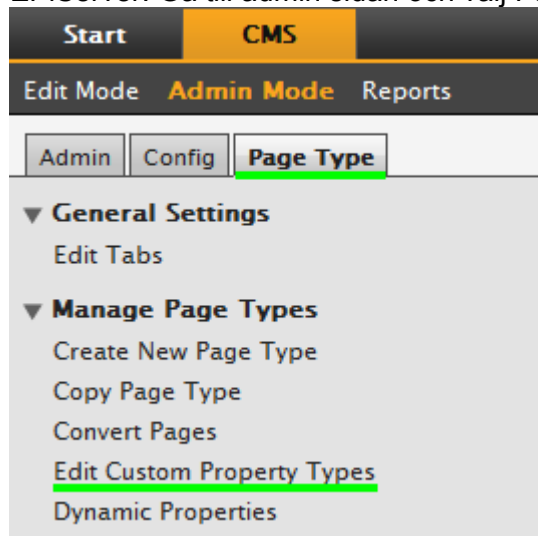 Start CMS
Edit Mode Admin Mode Reports
Admin Config Page Type
General Settings
Edit Tabs
Manage Page Types
Create New Page Type
Copy Page Type
Convert Pages
Edit Custom Property Types
Dynamic Properties